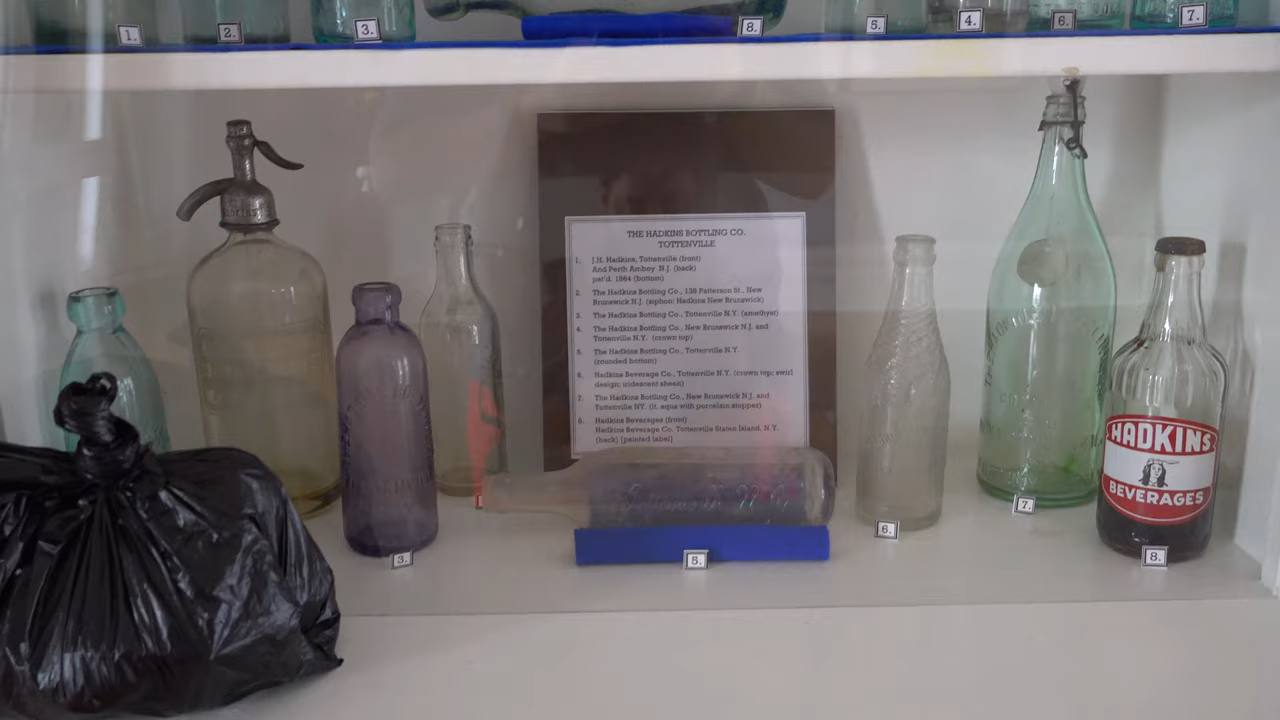 1.
2.
3.
8.
5.
4.
6.
7.
THE HADKINS BOTTLING CO.
TOTTENVILLE
1. J.H. Hadkins, Tottenville (front)
And Perth Amboy N.J. (back)
pat'd. 1864 (bottom)
2. The Hadkins Bottling Co., 138 Patterson St., New
Brunswick N.J. (siphon: Hadkins New Brunswick)
3. The Hadkins Bottling Co., Tottenville N.Y. (amethyst)
4. The Hadkins Bottling Co., New Brunswick N.J. and
Tottenville N.Y. (crown top)
5. The Hadkins Bottling Co., Tottenville N.Y.
(rounded bottom)
6. Hadkins Beverage Co., Tottenville N.Y. (crown top; swirl
design; iridescent sheen)
7. The Hadkins Bottling Co., New Brunswick N.J. and
Tottenville NY. (lt. aqua with porcelain stopper)
8. Hadkins Beverages (front)
Hadkins Beverage Co. Tottenville Staten Island, N.Y.
(back) [painted label]
HADKINS
BEVERAGES
3.
5.
6.
7.
8.